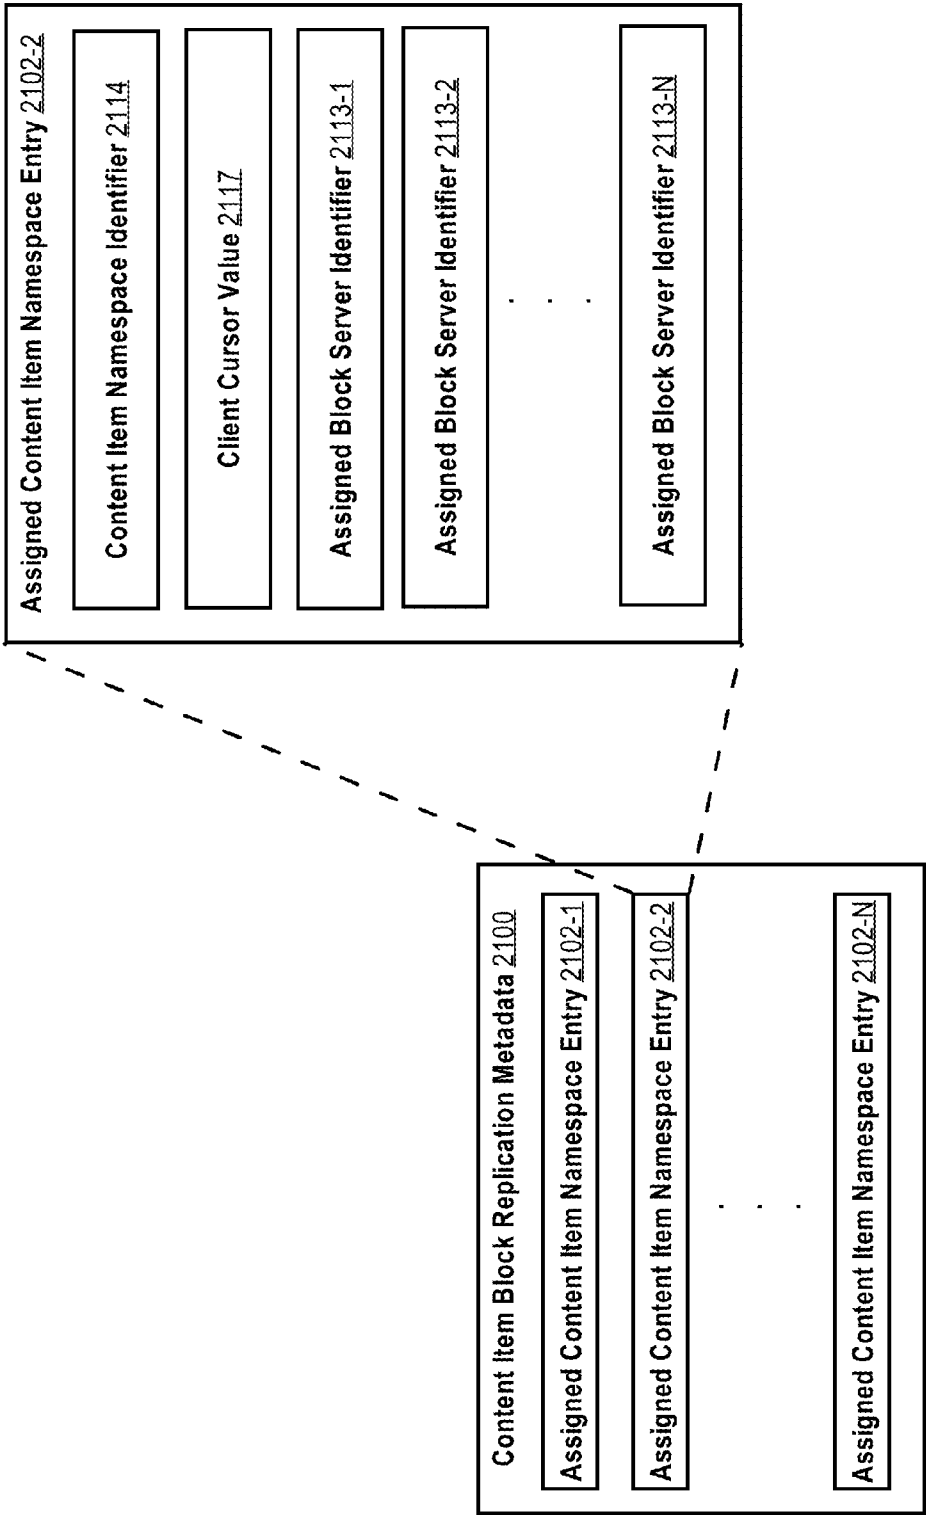 Content Item Block Replication Metadata 2100
Assigned Content Item Namespace Entry 2102-1
Assigned Content Item Namespace Entry 2102-2
Assigned Content Item Namespace Entry 2102-N
Assigned Content Item Namespace Entry 2102-2
Content Item Namespace Identifier 2114
Client Cursor Value 2117
Assigned Block Server Identifier 2113-1
Assigned Block Server Identifier 2113-2
Assigned Block Server Identifier 2113-N